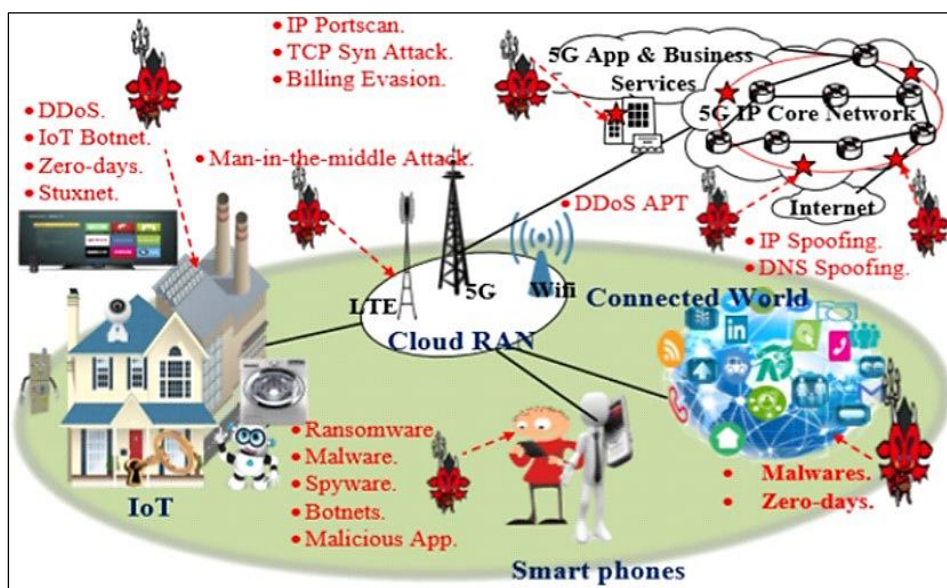 • IP Portscan.
• TCP Syn Attack.
• Billing Evasion.
5G App & Business
Services
5G IP Core Network
Internet
• DDoS.
• IoT Botnet.
• Zero-days.
• Stuxnet.
• Man-in-the-middle Attack.
• DDoS APT
• IP Spoofing.
• DNS Spoofing.
LTE
5G
Wifi
Cloud RAN
Connected World
• Ransomware
• Malware.
• Spyware.
• Botnets.
• Malicious App.
• Malwares.
• Zero-days.
IoT
Smart phones